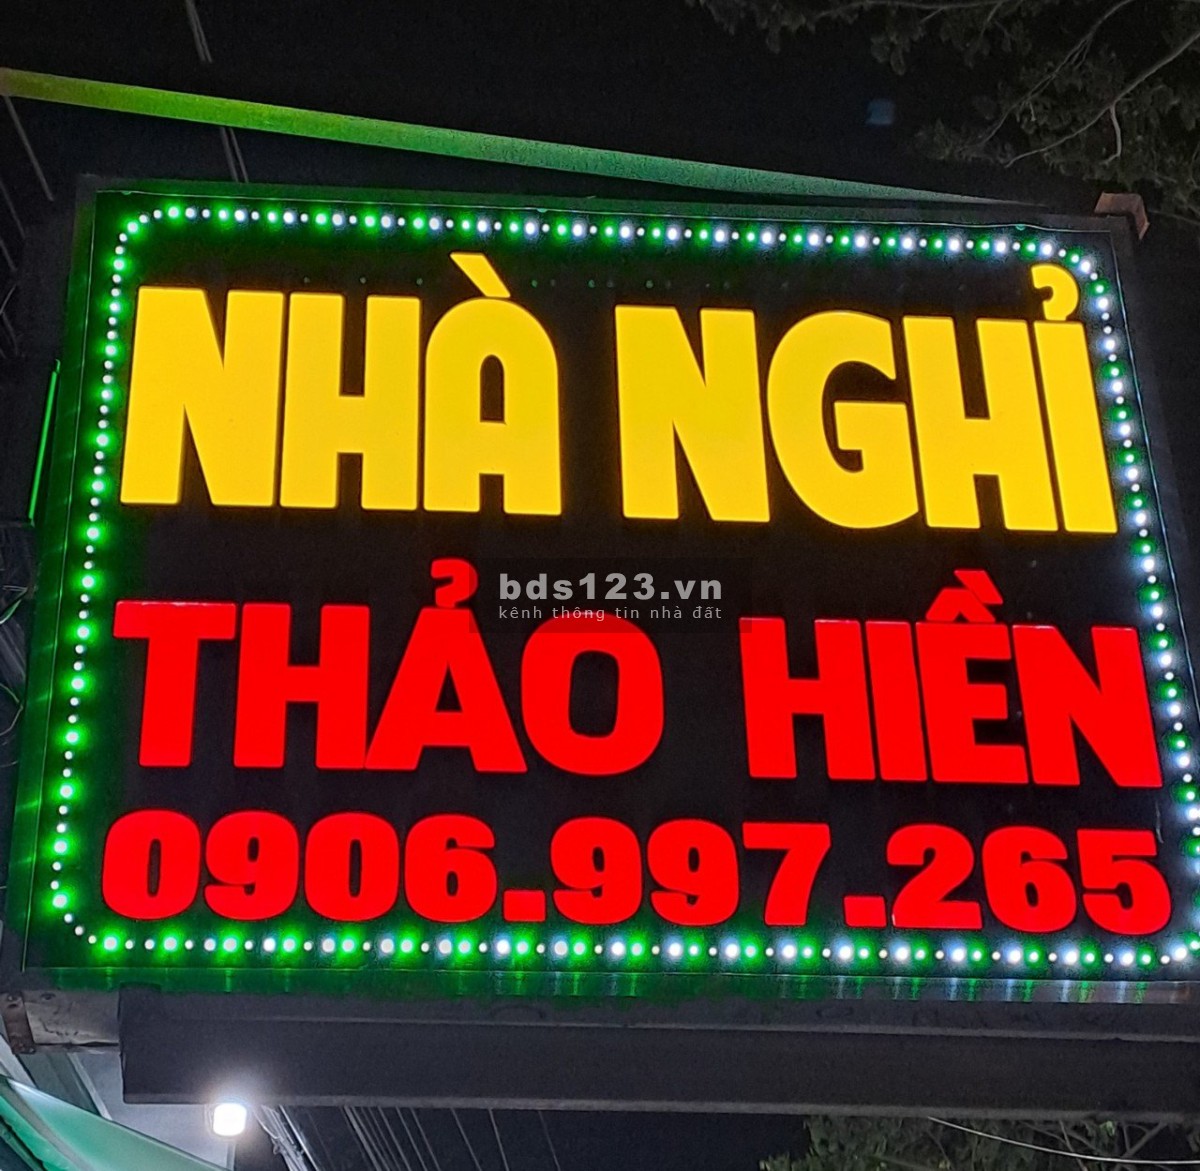 NHÀ NGHỈ
bds123.vn
kênh thông tin nhà đất
THẢO HIỀN
0906.997.265